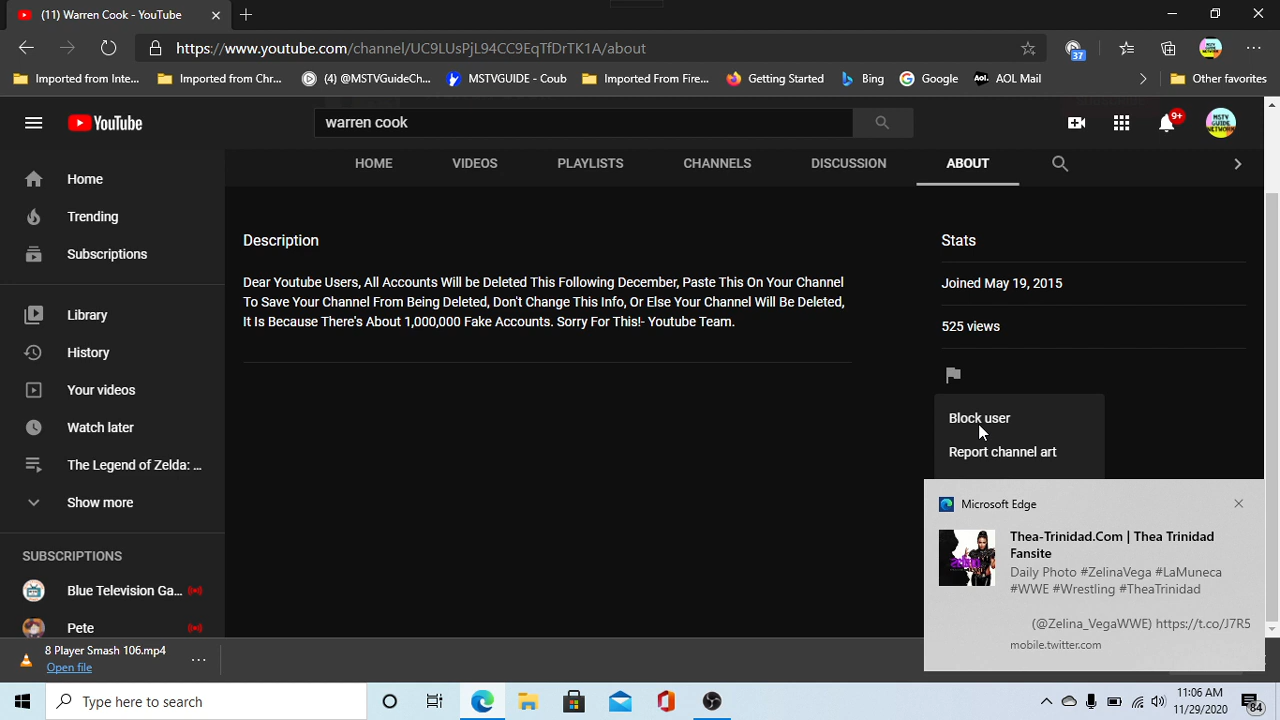 (11) Warren Cook - YouTube
https://www.youtube.com/channel/UC9LUsPjL94CC9EqTfDrTK1A/about
37
Imported from Inte...
Imported from Chr...
(4) @MSTVGuideCh...
MSTVGUIDE - Coub
Imported From Fire...
Getting Started
Bing
Google
Aol.
AOL Mail
Other favorites
YouTube
warren cook
9+
MSTV
GUIDE
NETWORK
HOME
VIDEOS
PLAYLISTS
CHANNELS
DISCUSSION
ABOUT
Home
Trending
Subscriptions
Library
History
Your videos
Watch later
The Legend of Zelda: ...
Show more
SUBSCRIPTIONS
Blue Television Ga...
Pete
Description
Dear Youtube Users, All Accounts Will be Deleted This Following December, Paste This On Your Channel
To Save Your Channel From Being Deleted, Don't Change This Info, Or Else Your Channel Will Be Deleted,
It Is Because There's About 1,000,000 Fake Accounts. Sorry For This!- Youtube Team.
Stats
Joined May 19, 2015
525 views
Block user
Report channel art
Microsoft Edge
Thea-Trinidad.Com | Thea Trinidad
Fansite
Daily Photo #ZelinaVega #LaMuneca
#WWE #Wrestling #TheaTrinidad
(@Zelina_VegaWWE) https://t.co/J7R5
mobile.twitter.com
8 Player Smash 106.mp4
Open file
Type here to search
11:06 AM
11/29/2020
84